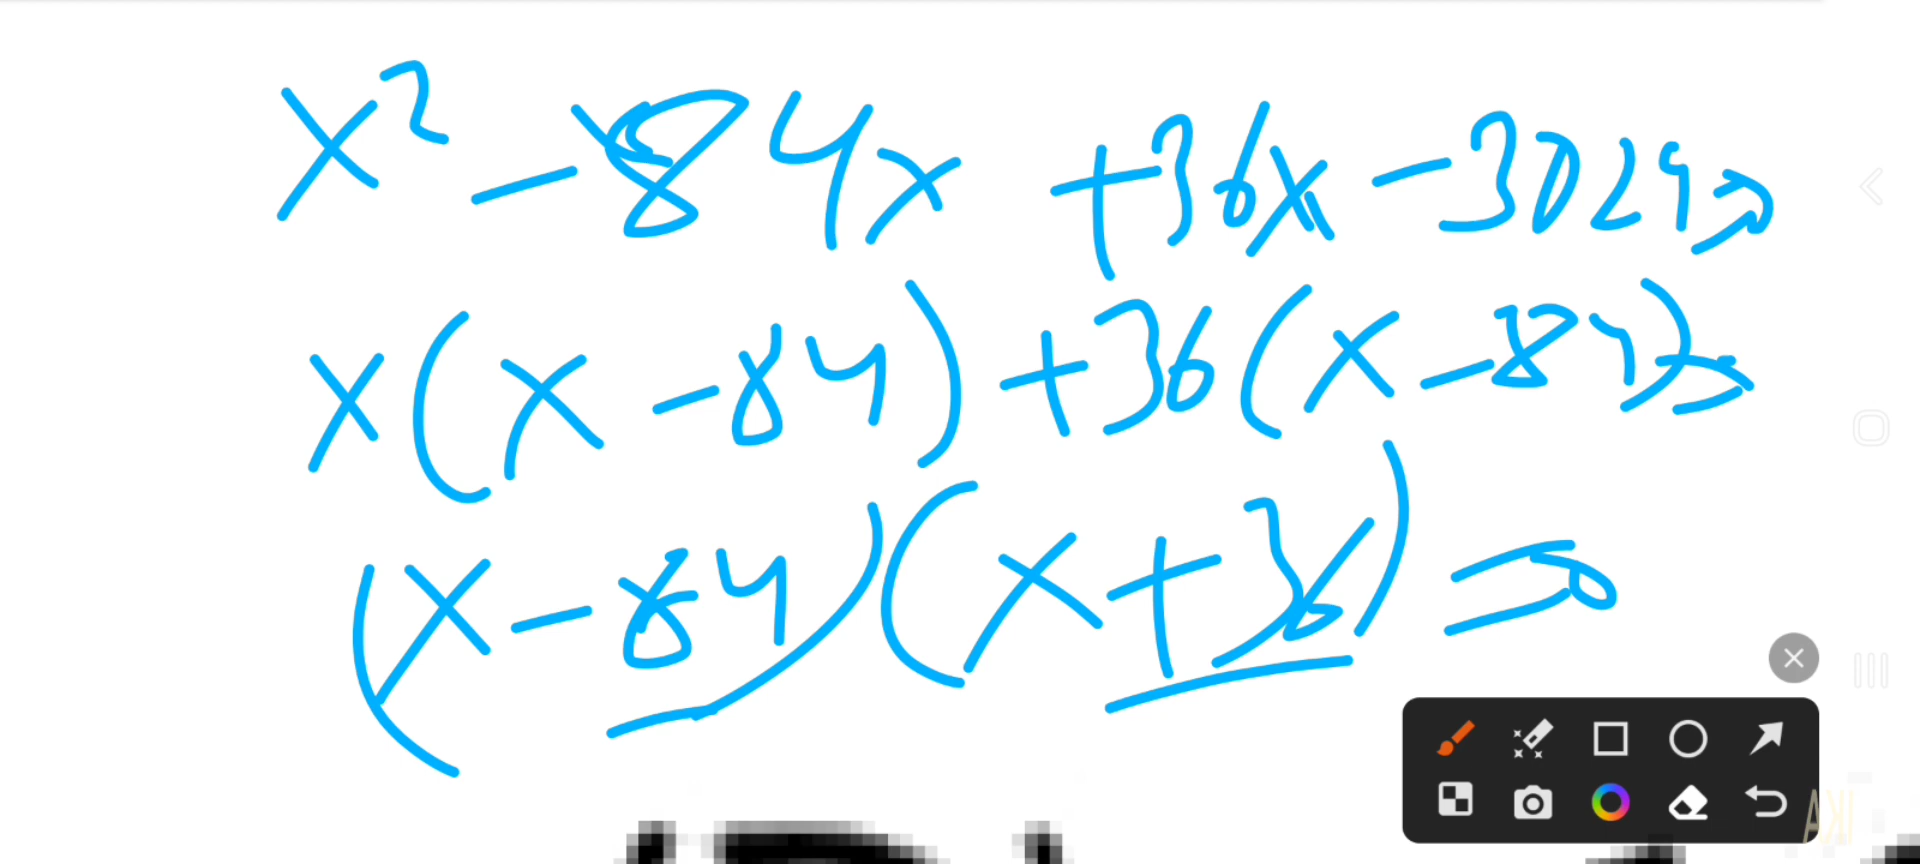 x² - 84x + 36x - 3024 =
x(x - 84) + 36(x - 84) =
(x - 84)(x + 36) = 0